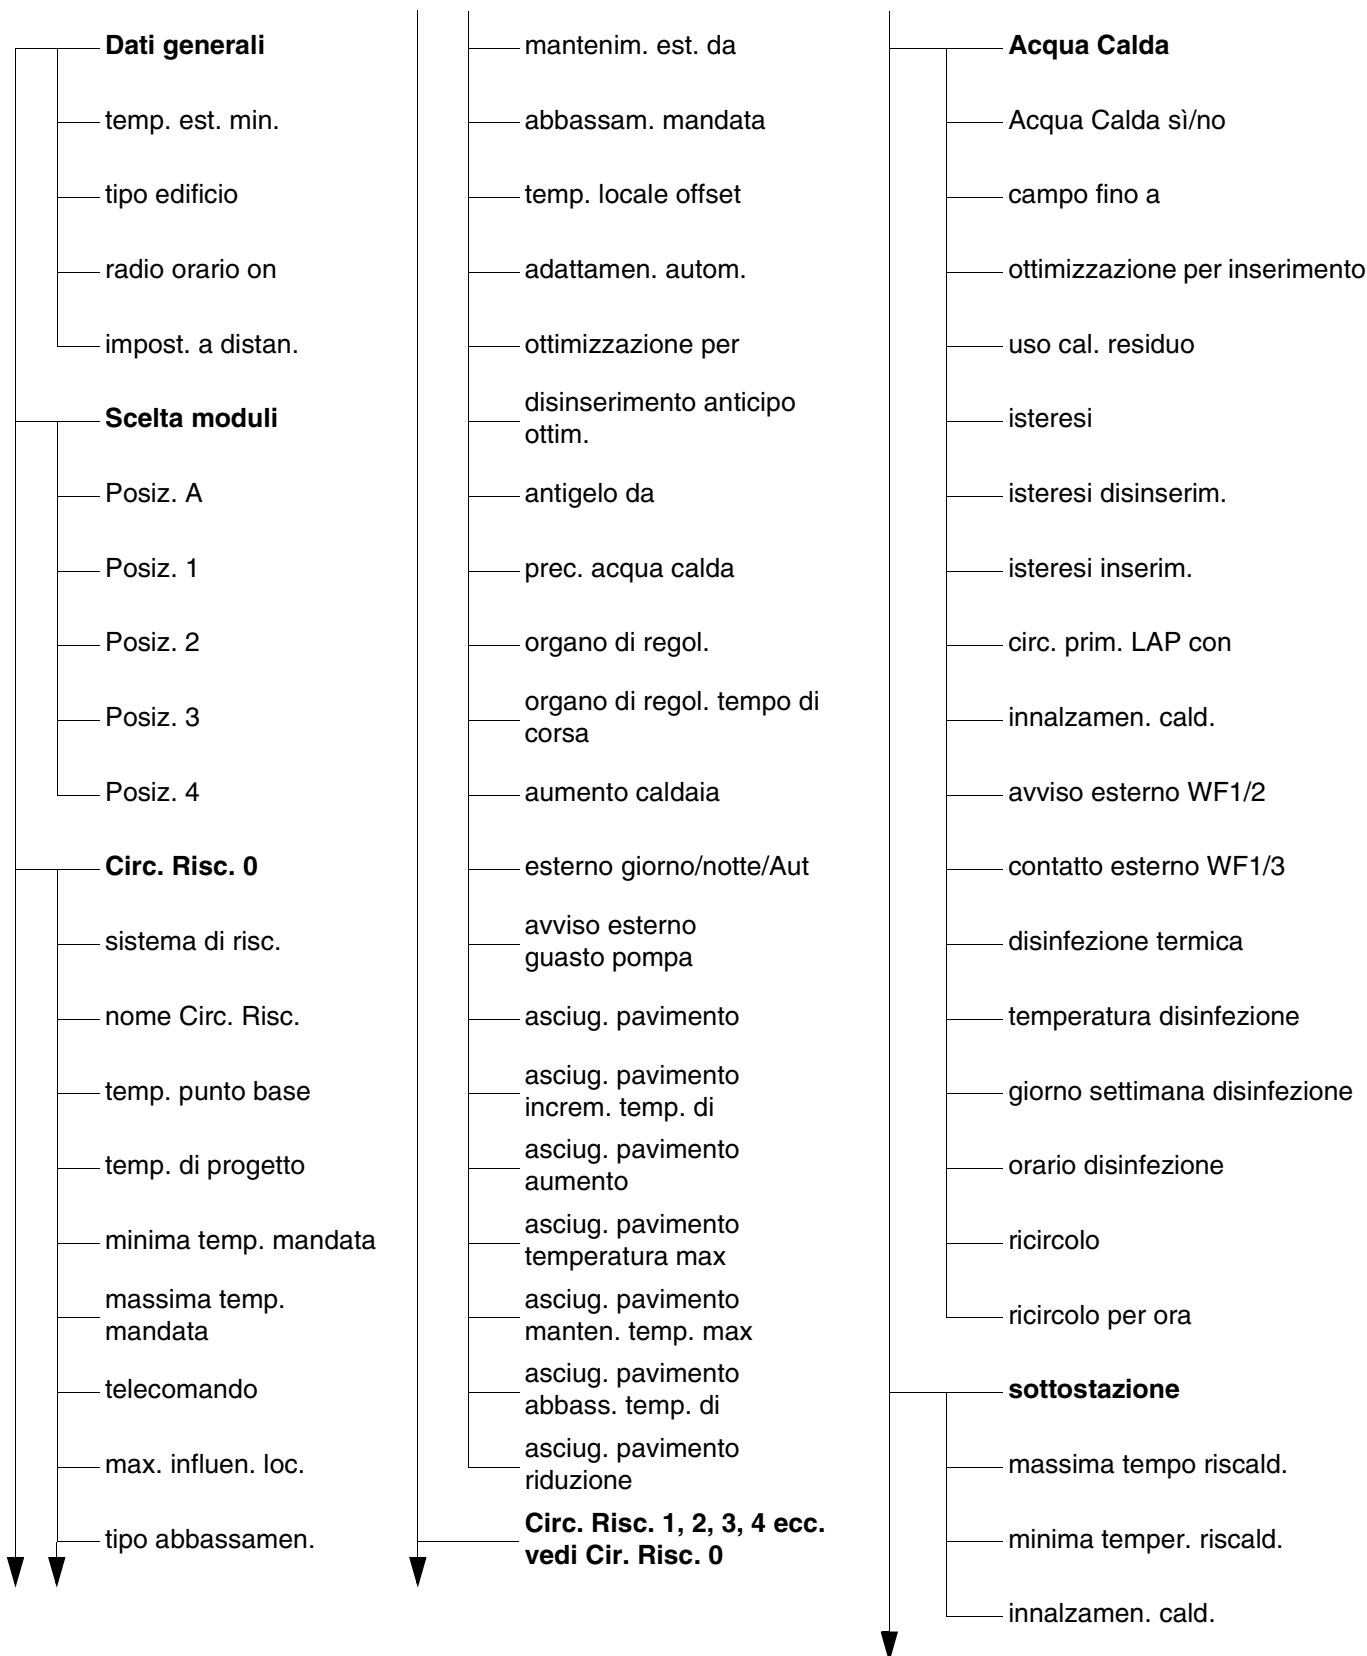 Dati generali
temp. est. min.
tipo edificio
radio orario on
impost. a distan.
Scelta moduli
Posiz. A
Posiz. 1
Posiz. 2
Posiz. 3
Posiz. 4
Circ. Risc. 0
sistema di risc.
nome Circ. Risc.
temp. punto base
temp. di progetto
minima temp. mandata
massima temp.
mandata
telecomando
max. influen. loc.
tipo abbassamen.
mantenim. est. da
abbassam. mandata
temp. locale offset
adattamen. autom.
ottimizzazione per
disinserimento anticipo
ottim.
antigelo da
prec. acqua calda
organo di regol.
organo di regol. tempo di
corsa
aumento caldaia
esterno giorno/notte/Aut
avviso esterno
guasto pompa
asciug. pavimento
asciug. pavimento
increm. temp. di
asciug. pavimento
aumento
asciug. pavimento
temperatura max
asciug. pavimento
manten. temp. max
asciug. pavimento
abbass. temp. di
asciug. pavimento
riduzione
Circ. Risc. 1, 2, 3, 4 ecc.
vedi Cir. Risc. 0
Acqua Calda
Acqua Calda sì/no
campo fino a
ottimizzazione per inserimento
uso cal. residuo
isteresi
isteresi disinserim.
isteresi inserim.
circ. prim. LAP con
innalzamen. cald.
avviso esterno WF1/2
contatto esterno WF1/3
disinfezione termica
temperatura disinfezione
giorno settimana disinfezione
orario disinfezione
ricircolo
ricircolo per ora
sottostazione
massima tempo riscald.
minima temper. riscald.
innalzamen. cald.